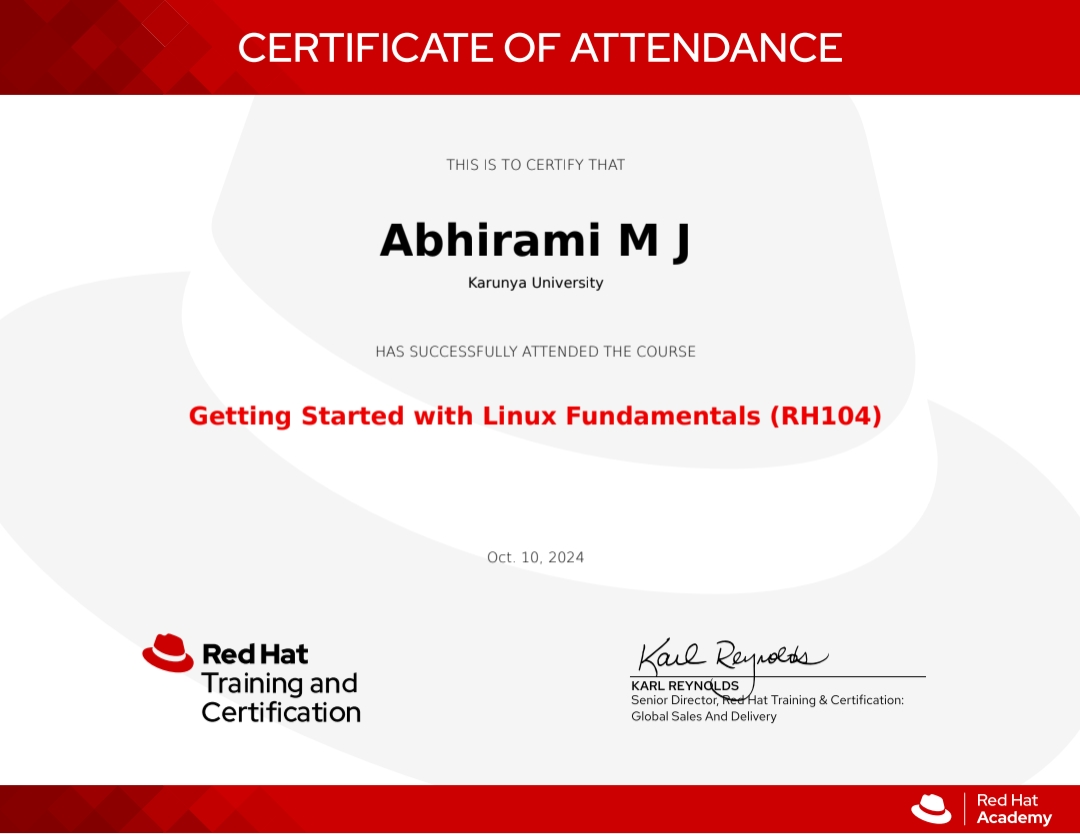 CERTIFICATE OF ATTENDANCE
THIS IS TO CERTIFY THAT
Abhirami M J
Karunya University
HAS SUCCESSFULLY ATTENDED THE COURSE
Getting Started with Linux Fundamentals (RH104)
Oct. 10, 2024
Red Hat
Training and
Certification
Karl Reynolds
KARL REYNOLDS
Senior Director, Red Hat Training & Certification:
Global Sales And Delivery
Red Hat
Academy